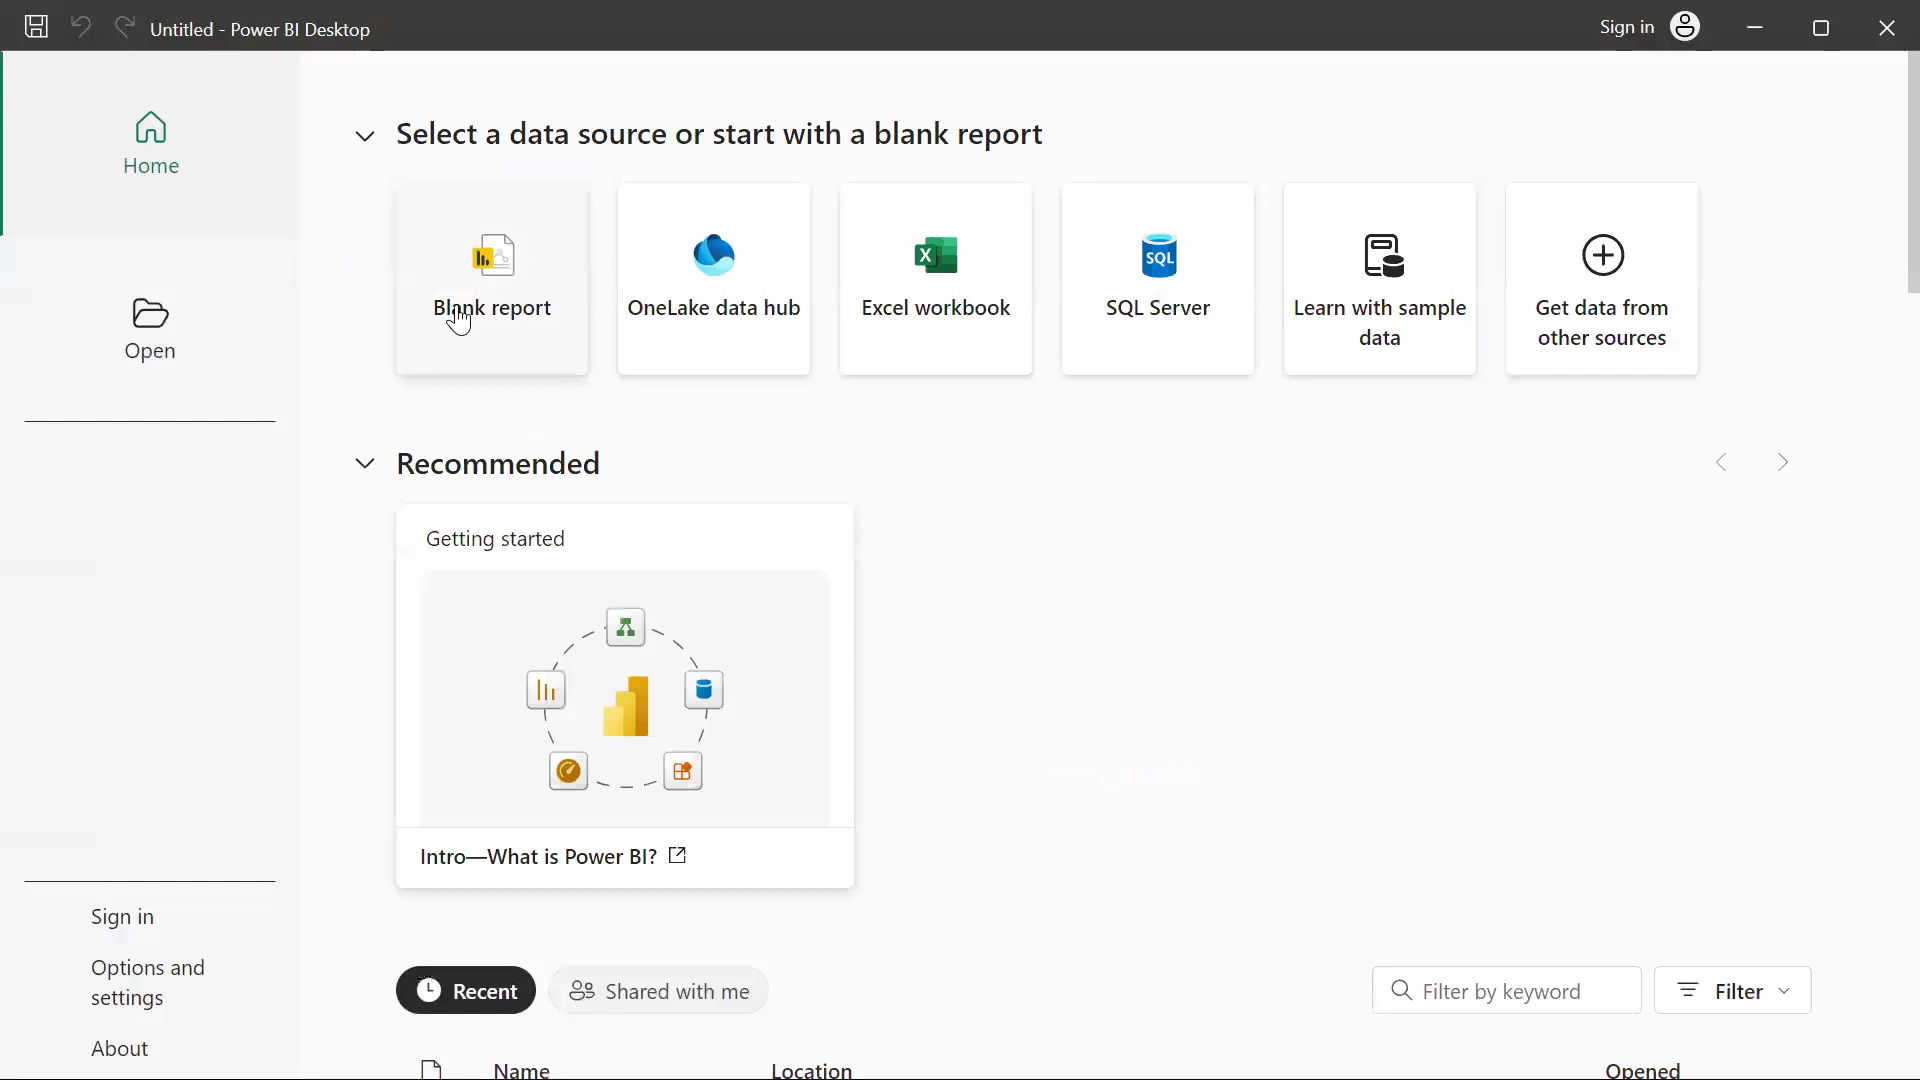 Untitled - Power BI Desktop
Sign in
Home
Open
Select a data source or start with a blank report
Blank report
OneLake data hub
Excel workbook
SQL
SQL Server
Learn with sample
data
Get data from
other sources
Recommended
Getting started
Intro—What is Power BI?
Sign in
Options and
settings
About
Recent
Shared with me
Filter by keyword
Filter
Name
Location
Opened